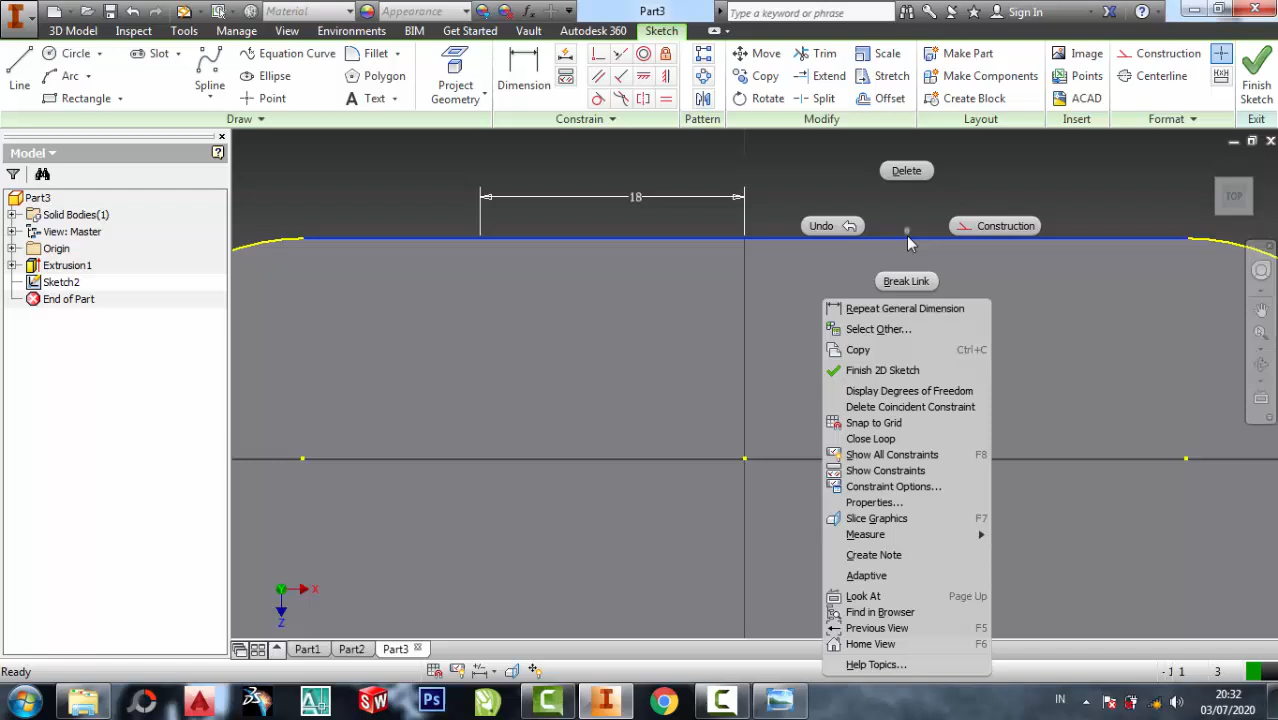 Material
Appearance
fx
Part3
Type a keyword or phrase
Sign In
3D Model Inspect Tools Manage View Environments BIM Get Started Vault Autodesk 360 Sketch
Circle Slot Equation Curve Fillet Move Trim Scale Make Part Image Construction
Line Arc Spline Ellipse Polygon Project Geometry Dimension Copy Extend Stretch Make Components Points Centerline Finish Sketch
Rectangle Point Text Rotate Split Offset Create Block ACAD
Draw Constrain Pattern Modify Layout Insert Format Exit
Model
Part3
Solid Bodies(1)
View: Master
Origin
Extrusion1
Sketch2
End of Part
18
Delete
TOP
Undo
Construction
Break Link
Repeat General Dimension
Select Other...
Copy Ctrl+C
Finish 2D Sketch
Display Degrees of Freedom
Delete Coincident Constraint
Snap to Grid
Close Loop
Show All Constraints F8
Show Constraints
Constraint Options...
Properties...
Slice Graphics F7
Measure
Create Note
Adaptive
Look At Page Up
Find in Browser
Previous View F5
Home View F6
Help Topics...
X
Z
Part1 Part2 Part3
Ready
1 3
Ps
IN
20:32
03/07/2020